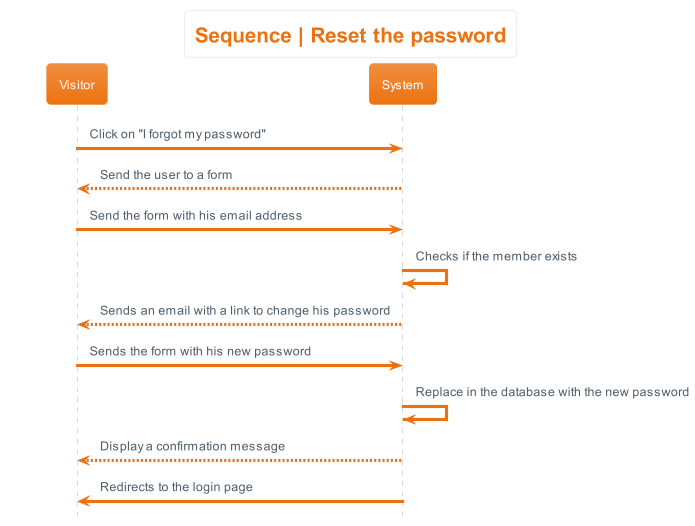 Sequence | Reset the password
Visitor
System
Click on "I forgot my password"
Send the user to a form
Send the form with his email address
Checks if the member exists
Sends an email with a link to change his password
Sends the form with his new password
Replace in the database with the new password
Display a confirmation message
Redirects to the login page